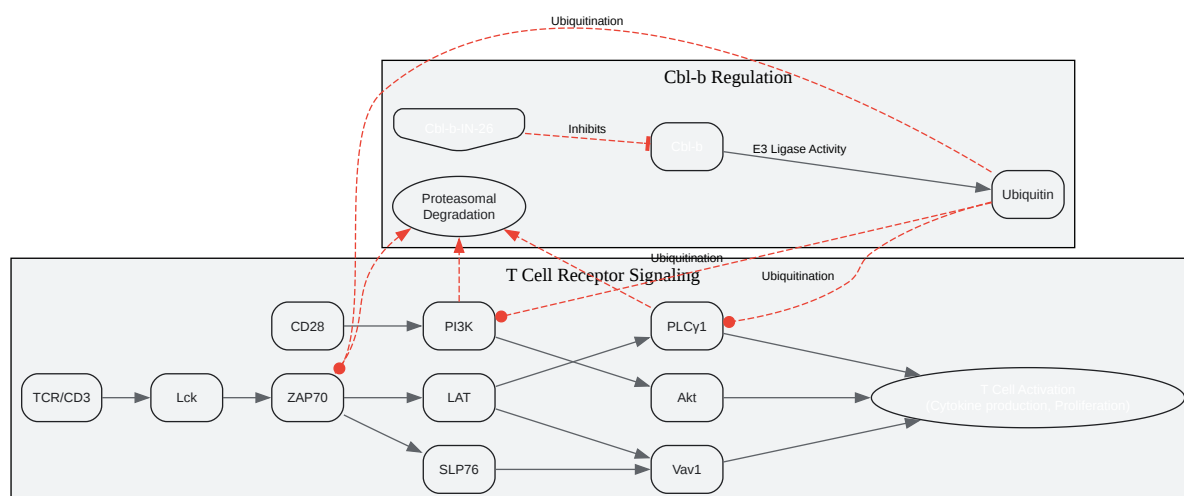 Ubiquitination
Cbl-b Regulation
Cbl-b-IN-26
Inhibits
Cbl-b
E3 Ligase Activity
Proteasomal
Degradation
Ubiquitin
Ubiquitination
Ubiquitination
T Cell Receptor Signaling
CD28
PI3K
PLCγ1
TCR/CD3
Lck
ZAP70
LAT
Akt
T Cell Activation
(Cytokine production, Proliferation)
SLP76
Vav1